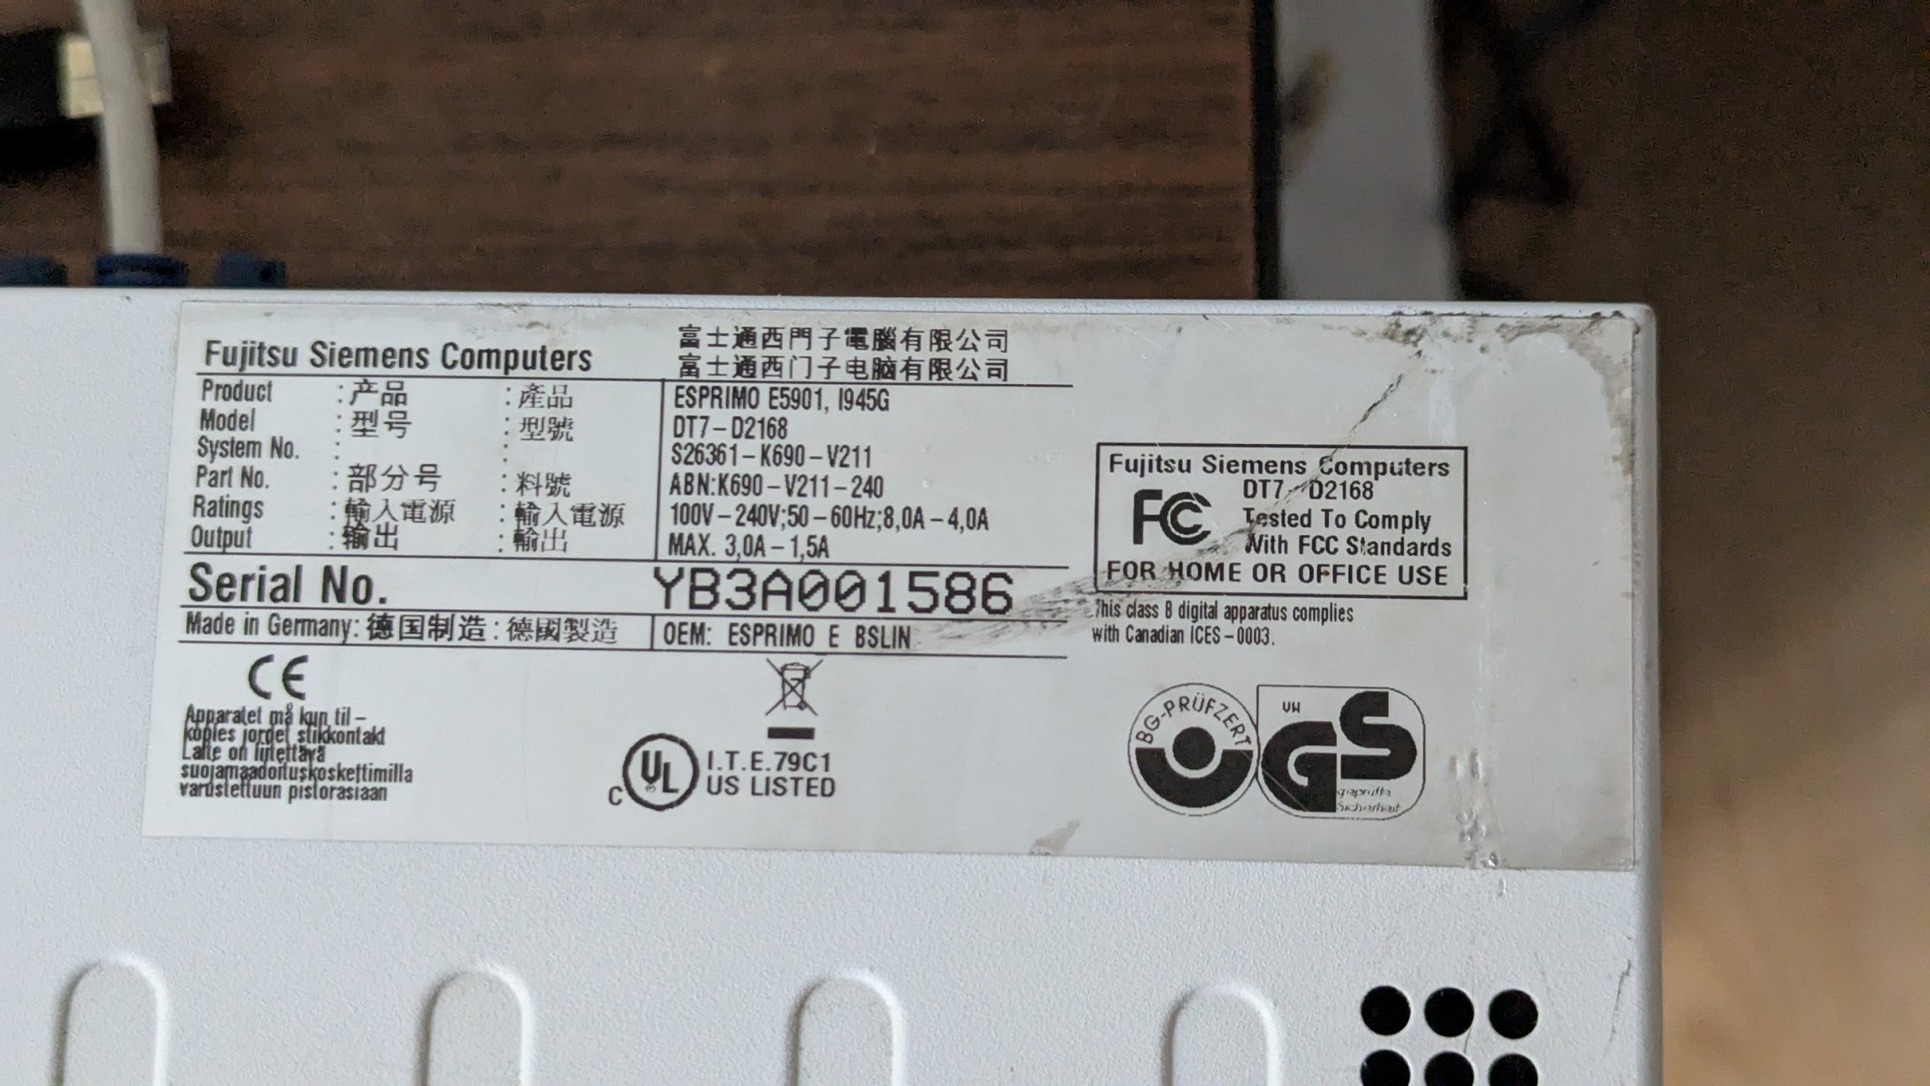 Fujitsu Siemens Computers
富士通西門子電腦有限公司
富士通西门子电脑有限公司
Product : 产品 : 產品 ESPRIMO E5901, I945G
Model : 型号 : 型號 DT7-D2168
System No. : : S26361-K690-V211
Part No. : 部分号 : 料號 ABN:K690-V211-240
Ratings : 輸入電源 : 輸入電源 100V-240V;50-60Hz;8,0A-4,0A
Output : 输出 : 輸出 MAX. 3,0A-1,5A
Serial No. YB3A001586
Made in Germany: 德国制造 : 德國製造 OEM: ESPRIMO E BSLIN
CE
Apparatet må kun til-
koples jordet stikkontakt
Laite on liitettävä
suojamaadoituskoskettimilla
varustettuun pistorasiaan
C UL ® I.T.E.79C1
US LISTED
Fujitsu Siemens Computers
DT7-D2168
FC Tested To Comply
With FCC Standards
FOR HOME OR OFFICE USE
This class B digital apparatus complies
with Canadian ICES-0003.
BG-PRÜFZERT
GS
geprüfte
Sicherheit